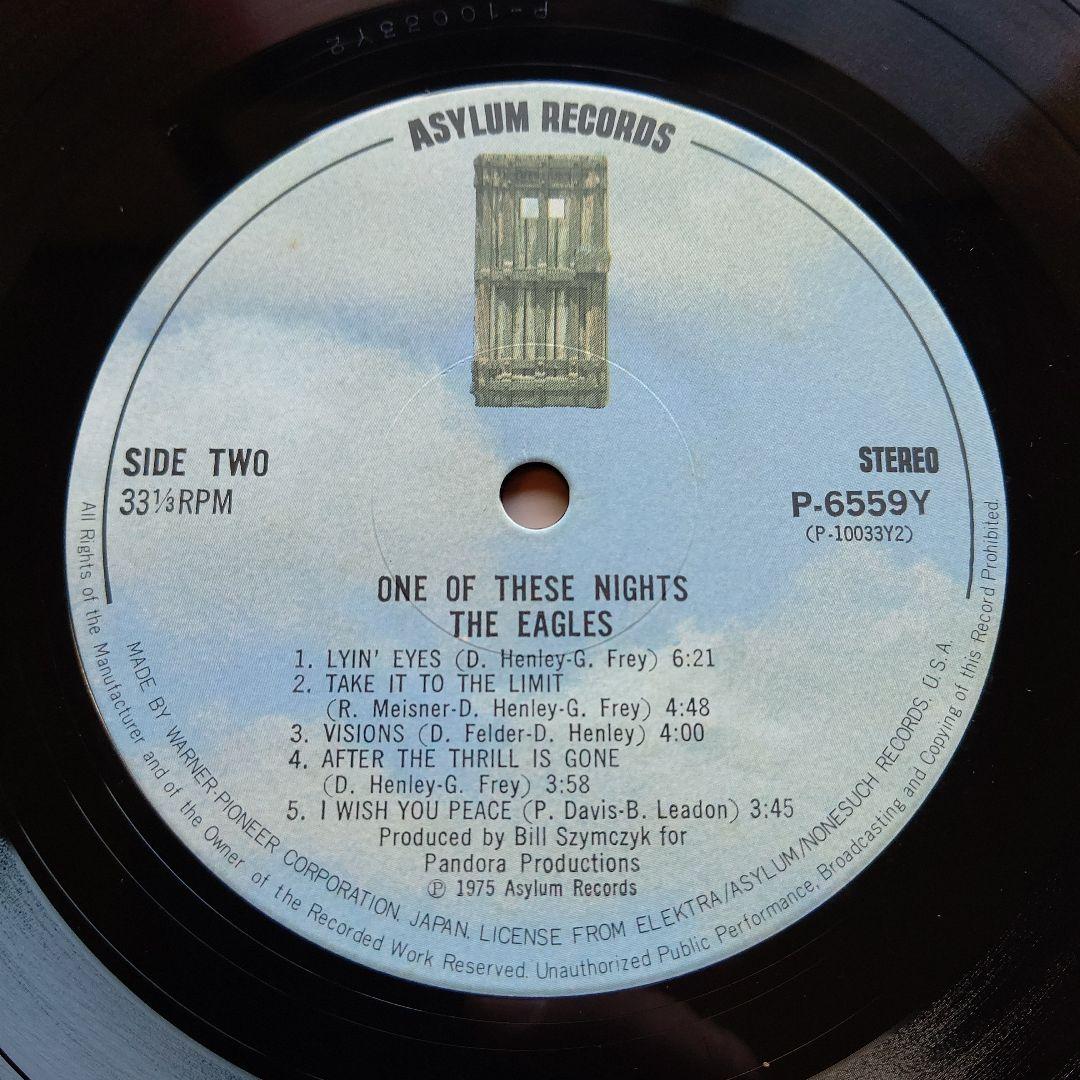 P-10033Y2
ASYLUM RECORDS
SIDE TWO
33⅓RPM
STEREO
P-6559Y
(P-10033Y2)
ONE OF THESE NIGHTS
THE EAGLES
1. LYIN' EYES (D. Henley-G. Frey) 6:21
2. TAKE IT TO THE LIMIT
(R. Meisner-D. Henley-G. Frey) 4:48
3. VISIONS (D. Felder-D. Henley) 4:00
4. AFTER THE THRILL IS GONE
(D. Henley-G. Frey) 3:58
5. I WISH YOU PEACE (P. Davis-B. Leadon) 3:45
Produced by Bill Szymczyk for
Pandora Productions
Ⓟ 1975 Asylum Records
MADE BY WARNER-PIONEER CORPORATION. JAPAN. LICENSE FROM ELEKTRA/ASYLUM/NONESUCH RECORDS. U.S.A.
All Rights of the Manufacturer and of the Owner of the Recorded Work Reserved. Unauthorized Public Performance, Broadcasting and Copying of this Record Prohibited.